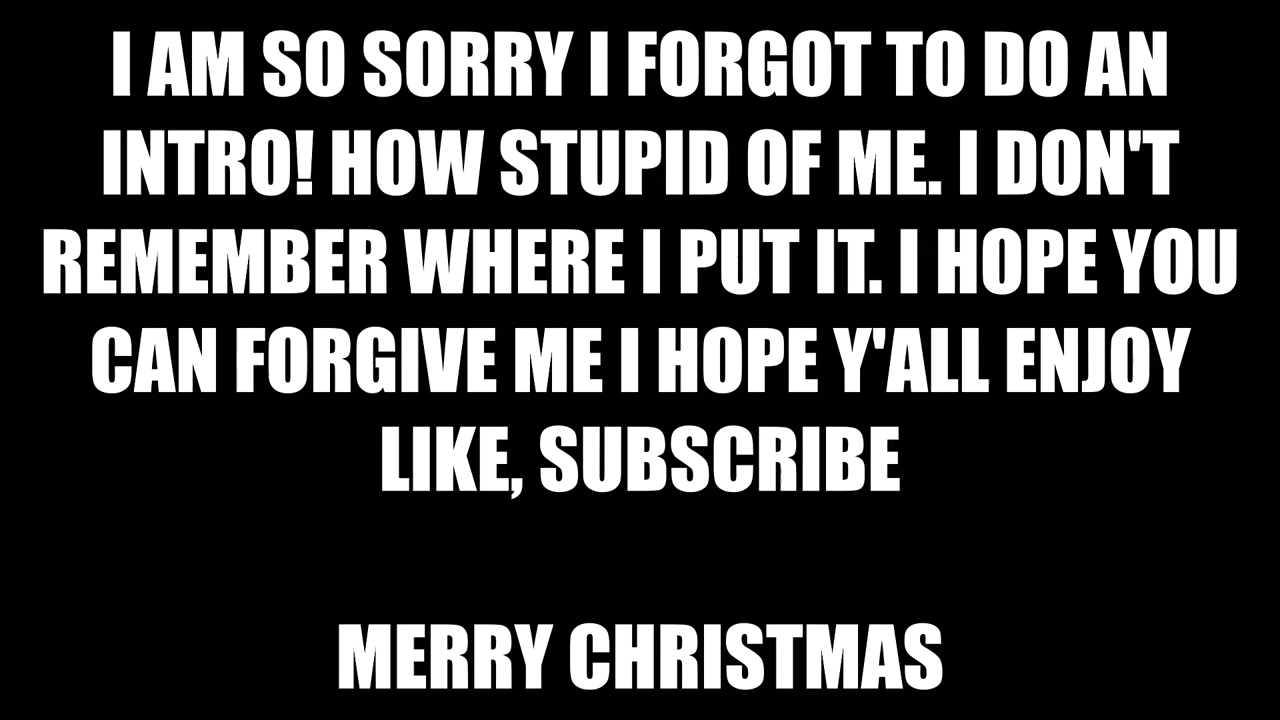 I AM SO SORRY I FORGOT TO DO AN
INTRO! HOW STUPID OF ME. I DON'T
REMEMBER WHERE I PUT IT. I HOPE YOU
CAN FORGIVE ME I HOPE Y'ALL ENJOY
LIKE, SUBSCRIBE
MERRY CHRISTMAS